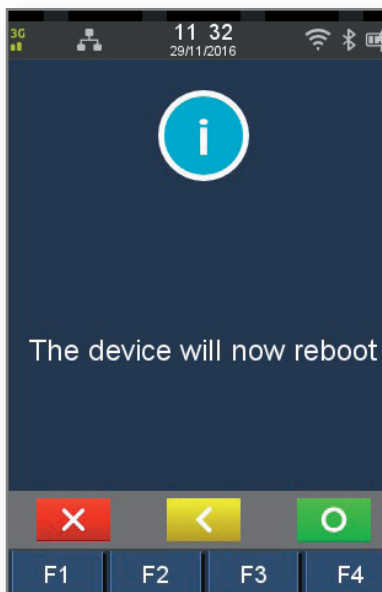 3G
11 32
29/11/2016
i
The device will now reboot
F1 F2 F3 F4